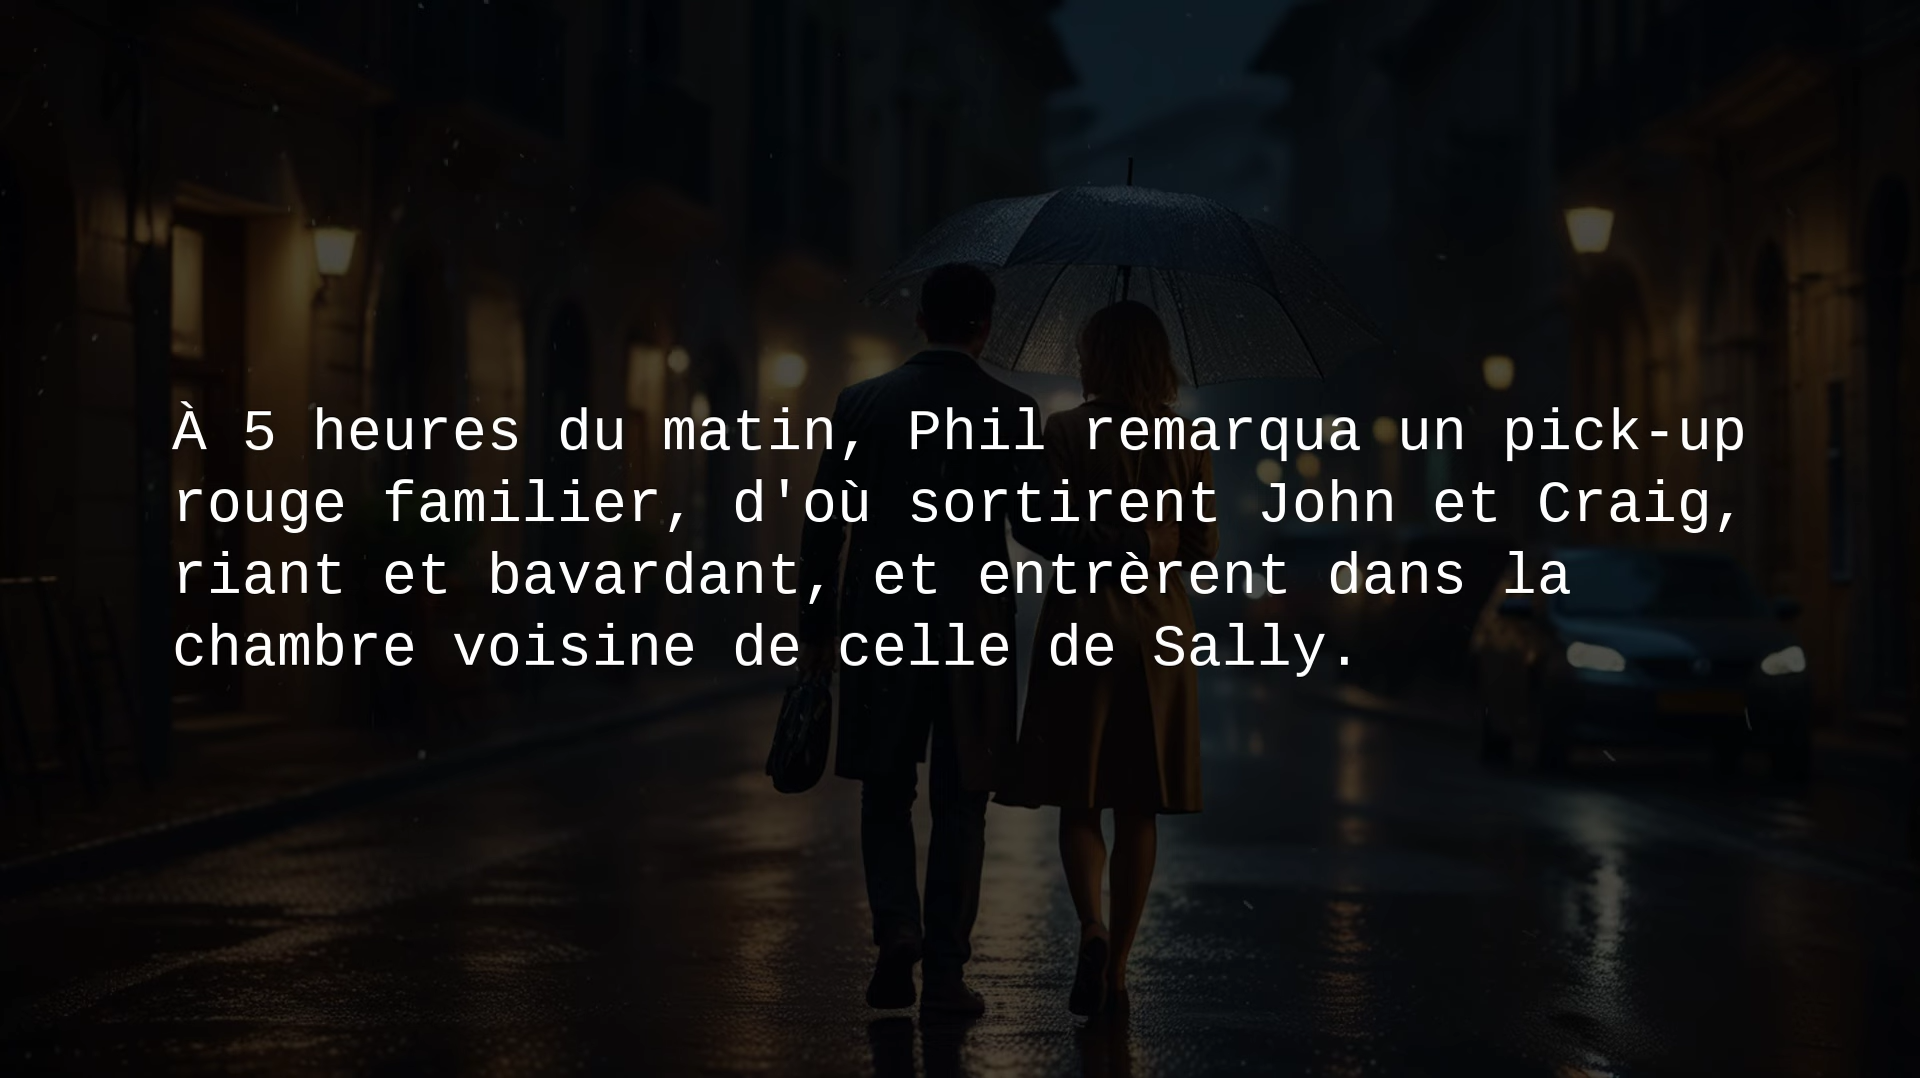 À 5 heures du matin, Phil remarqua un pick-up
rouge familier, d'où sortirent John et Craig,
riant et bavardant, et entrèrent dans la
chambre voisine de celle de Sally.